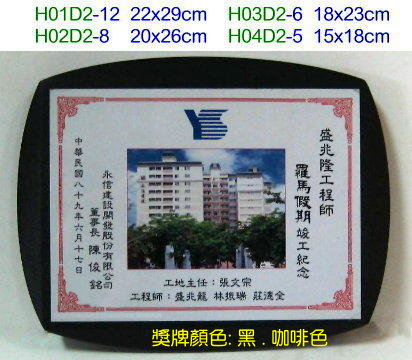 H01D2-12 22x29cm H03D2-6 18x23cm
H02D2-8 20x26cm H04D2-5 15x18cm
盛兆隆工程師
羅馬假期竣工紀念
工地主任：張文宗
工程師：盛兆龍 林振瑞 莊德全
永信建設開發股份有限公司
董事長 陳俊銘
中華民國八十九年六月十七日
獎牌顏色: 黑 . 咖啡色